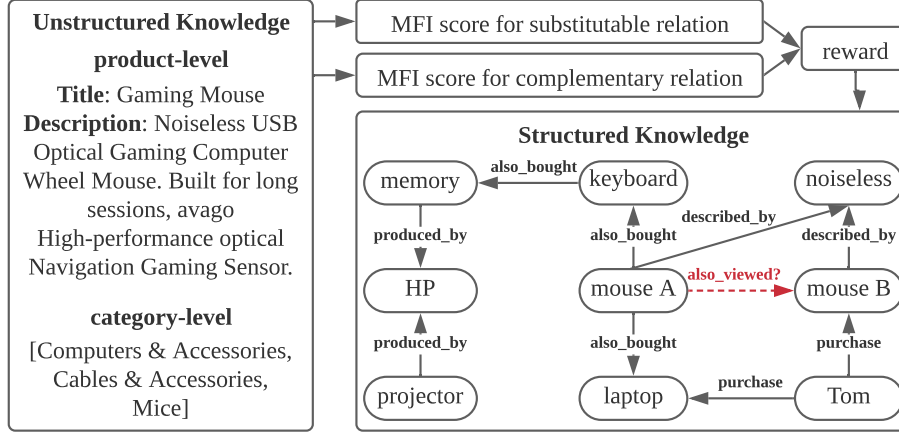 Unstructured Knowledge
product-level
Title: Gaming Mouse
Description: Noiseless USB
Optical Gaming Computer
Wheel Mouse. Built for long
sessions, avago
High-performance optical
Navigation Gaming Sensor.
category-level
[Computers & Accessories,
Cables & Accessories,
Mice]
MFI score for substitutable relation
MFI score for complementary relation
reward
Structured Knowledge
memory
also_bought
keyboard
noiseless
produced_by
also_bought
described_by
described_by
HP
mouse A
also_viewed?
mouse B
produced_by
also_bought
purchase
projector
laptop
purchase
Tom